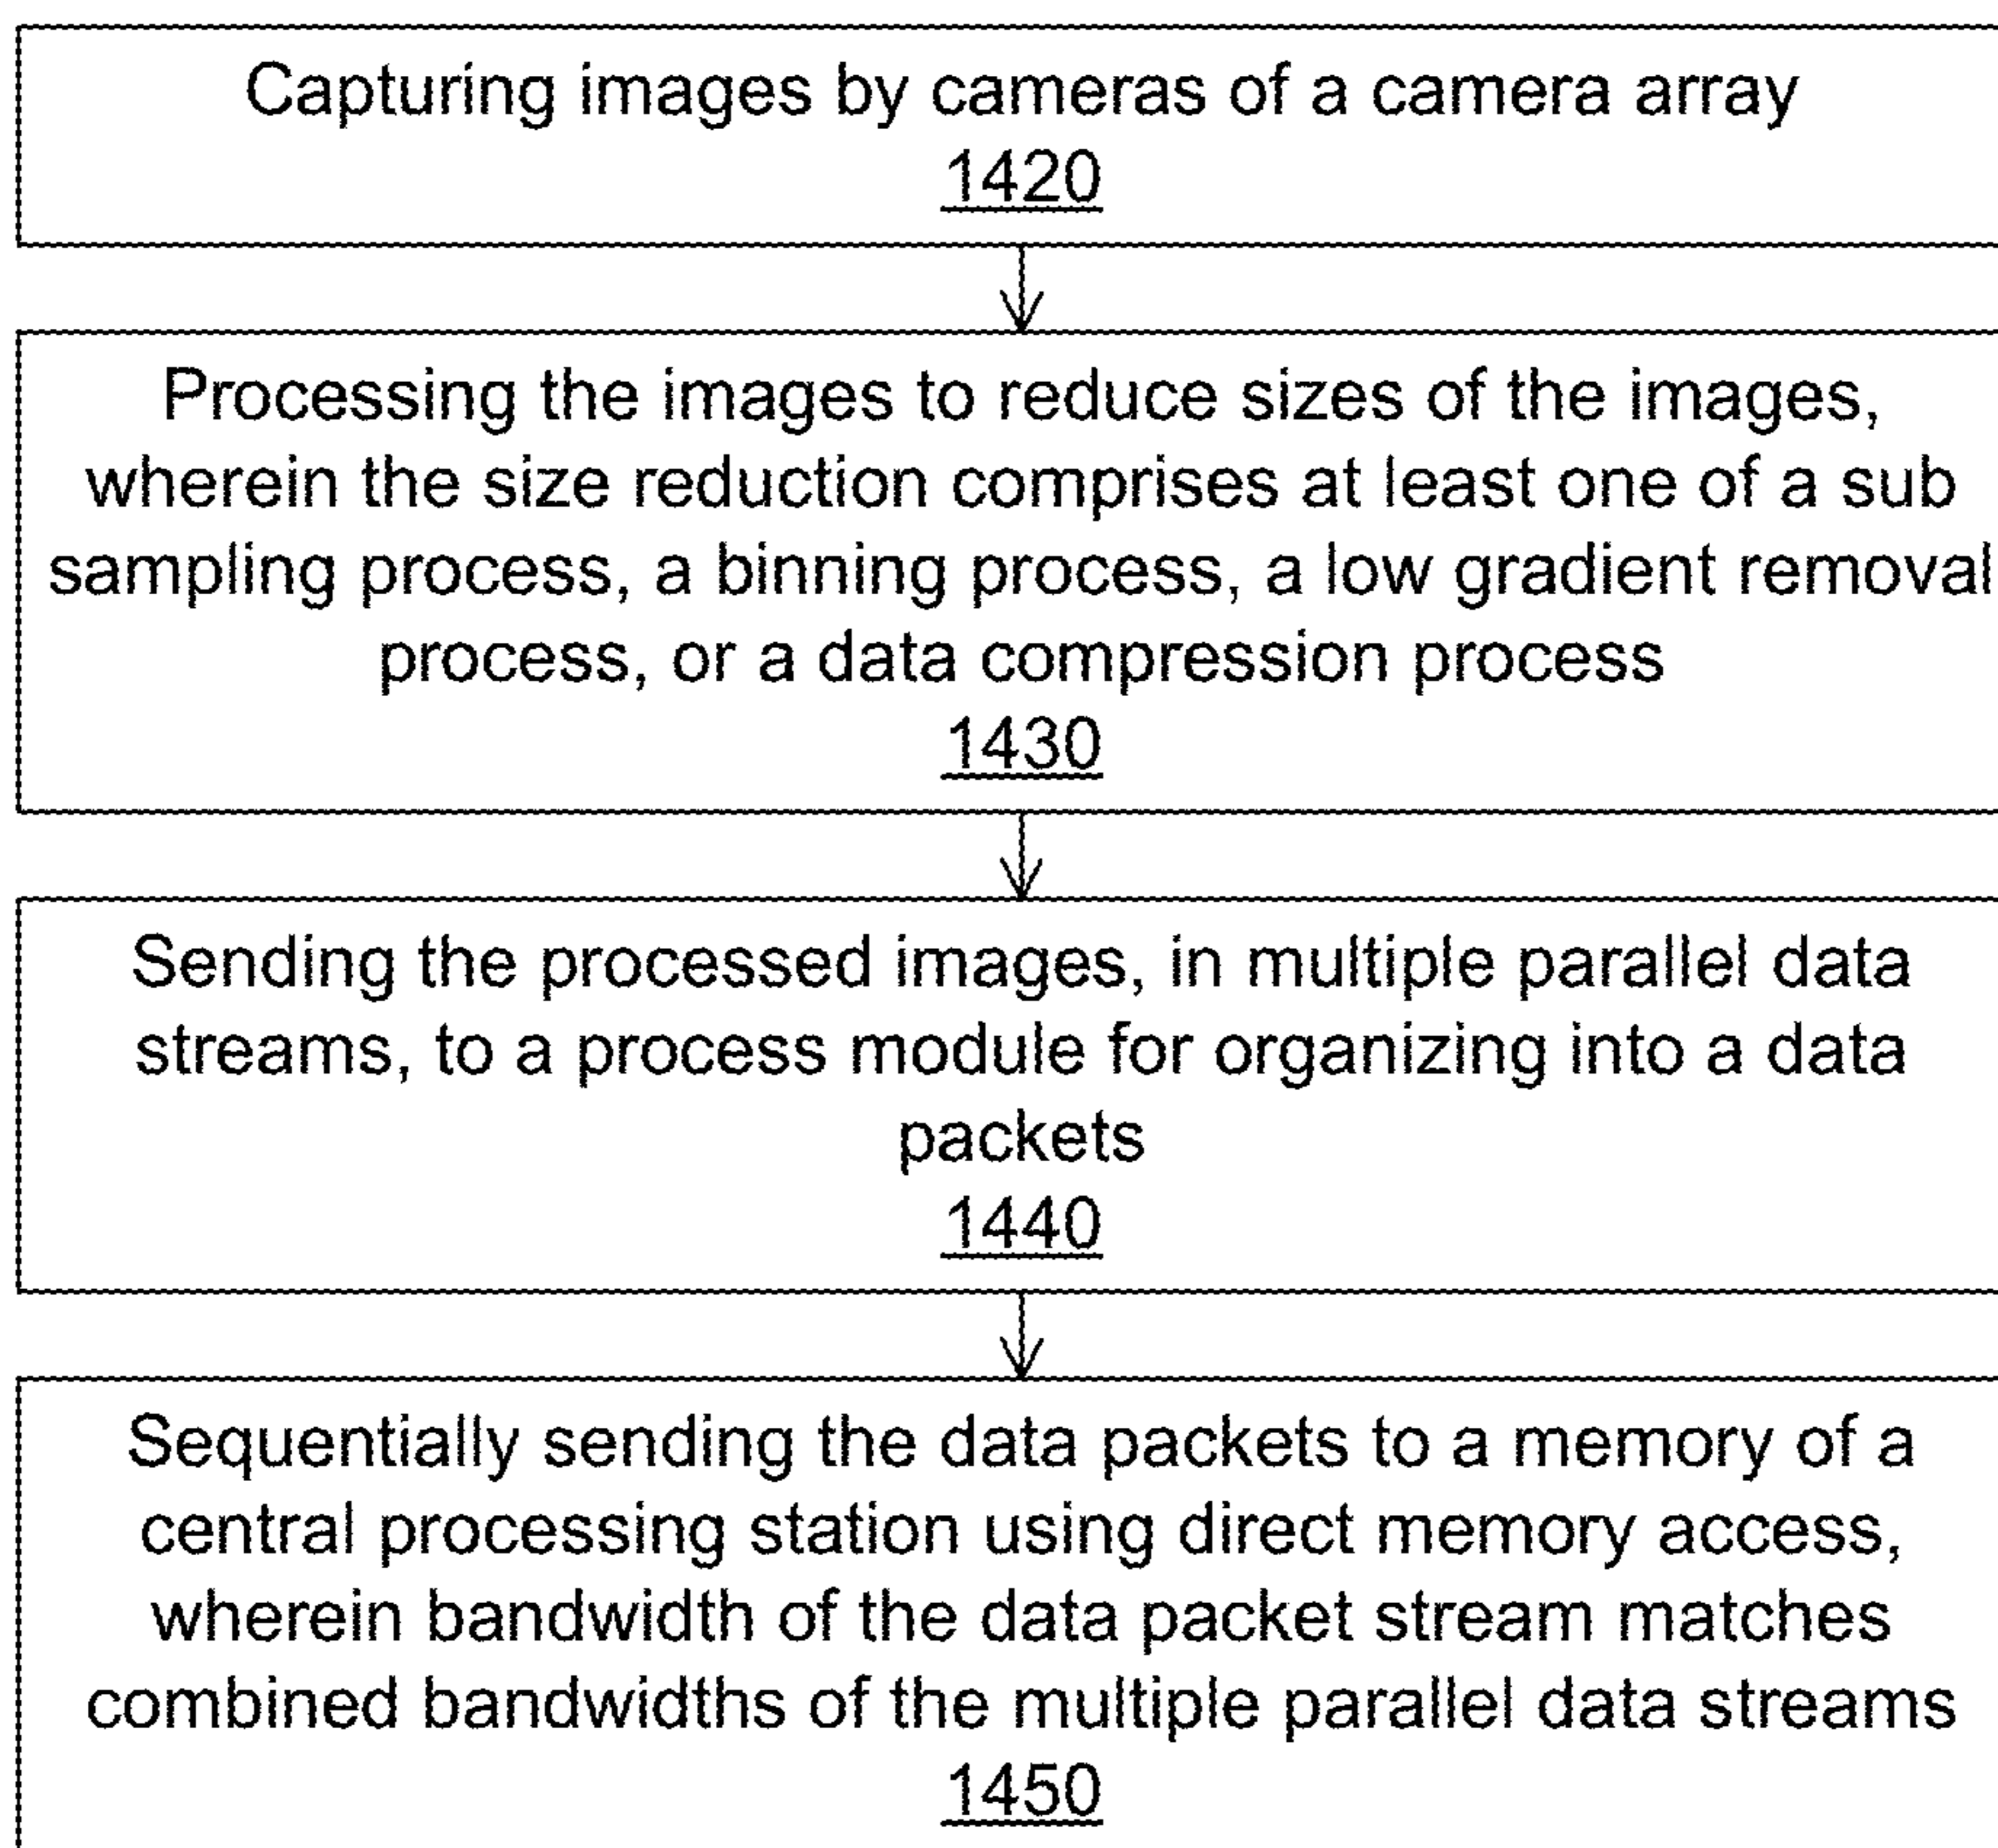 Capturing images by cameras of a camera array
1420
Processing the images to reduce sizes of the images,
wherein the size reduction comprises at least one of a sub
sampling process, a binning process, a low gradient removal
process, or a data compression process
1430
Sending the processed images, in multiple parallel data
streams, to a process module for organizing into a data
packets
1440
Sequentially sending the data packets to a memory of a
central processing station using direct memory access,
wherein bandwidth of the data packet stream matches
combined bandwidths of the multiple parallel data streams
1450